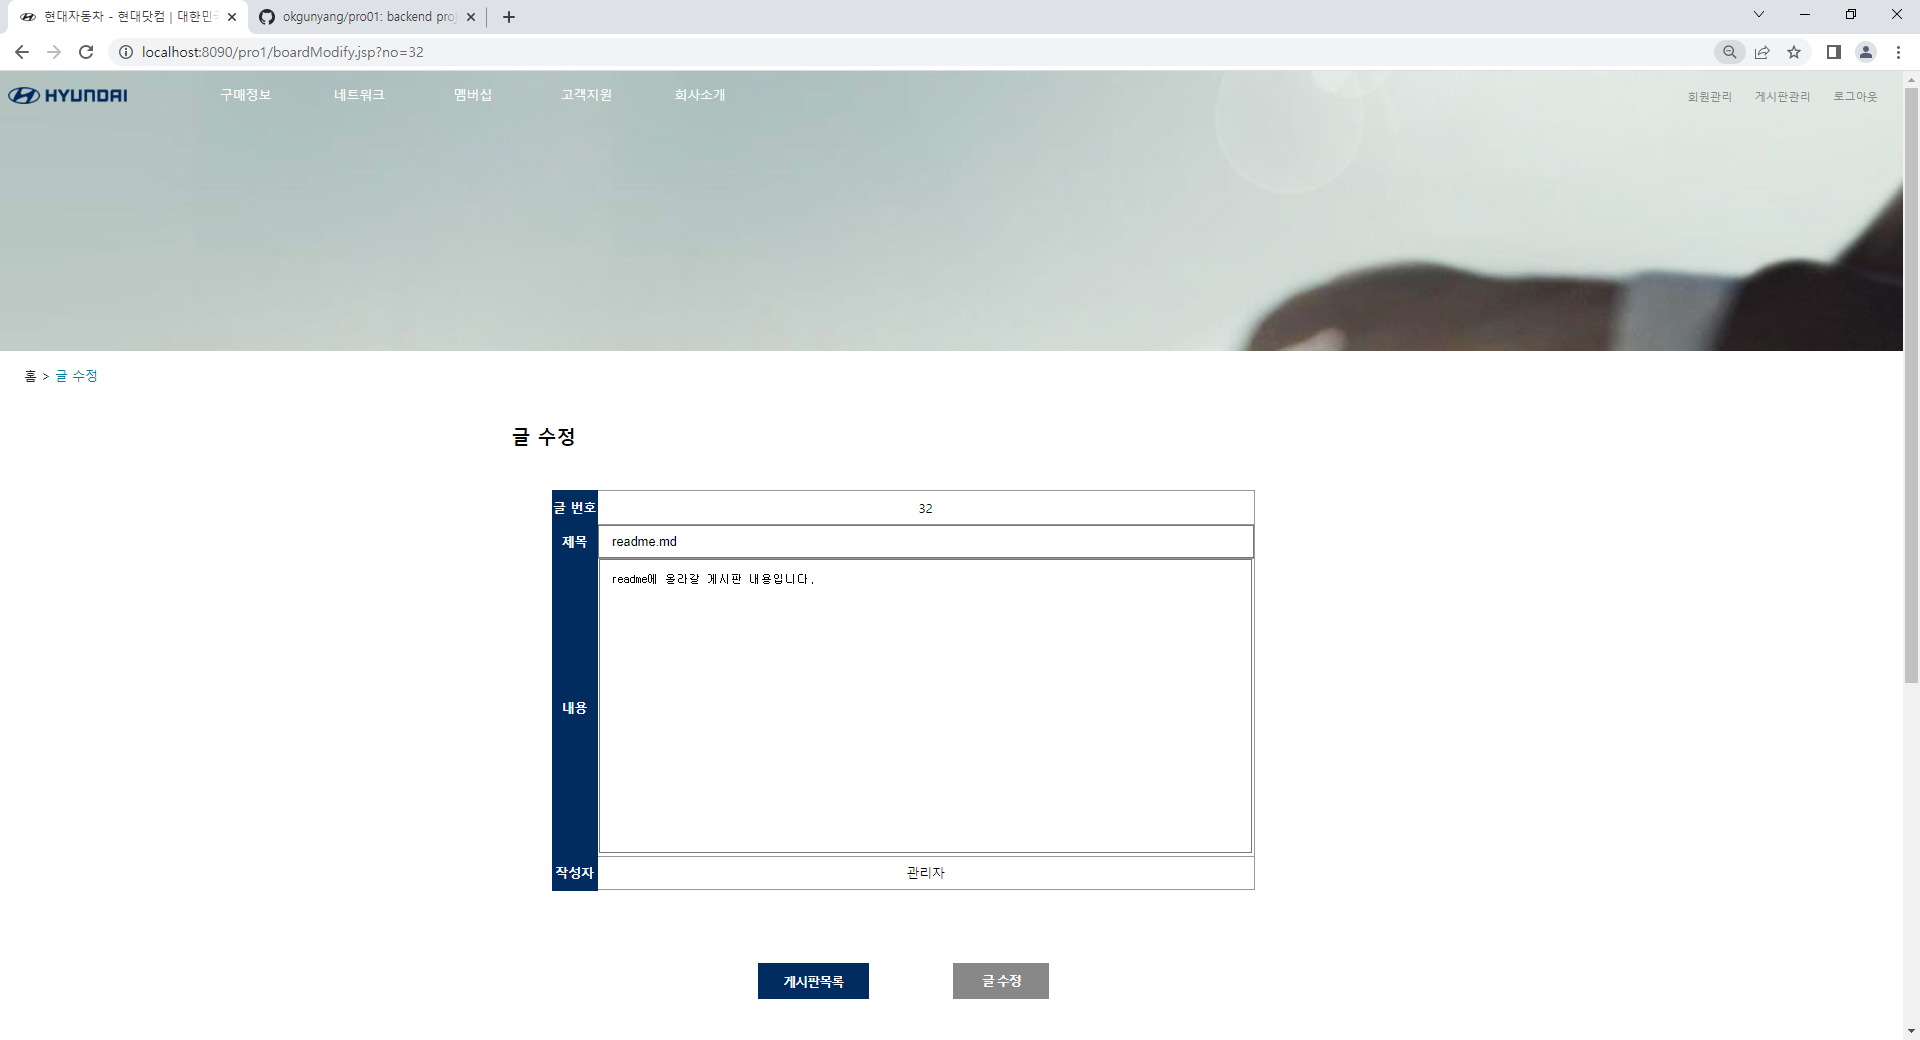 현대자동차 - 현대닷컴 | 대한민국
okgunyang/pro01: backend proj
localhost:8090/pro1/boardModify.jsp?no=32
HYUNDAI
구매정보 네트워크 멤버십 고객지원 회사소개
회원관리 게시판관리 로그아웃
홈 > 글 수정
글 수정
글 번호 32
제목 readme.md
readme에 올라갈 게시판 내용입니다.
내용
작성자 관리자
게시판목록 글 수정